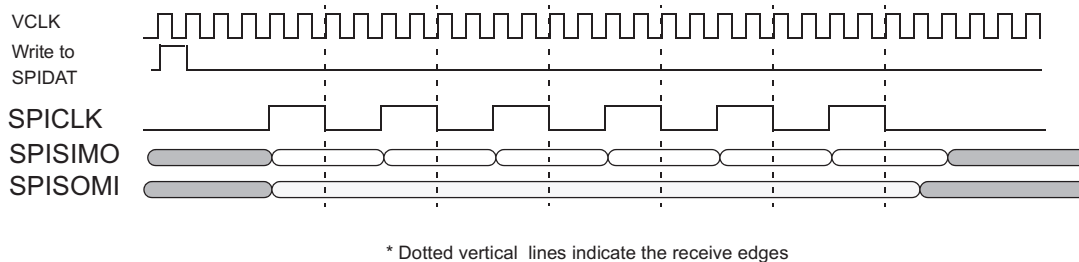 VCLK
Write to
SPIDAT
SPICLK
SPISIMO
SPISOMI
* Dotted vertical lines indicate the receive edges